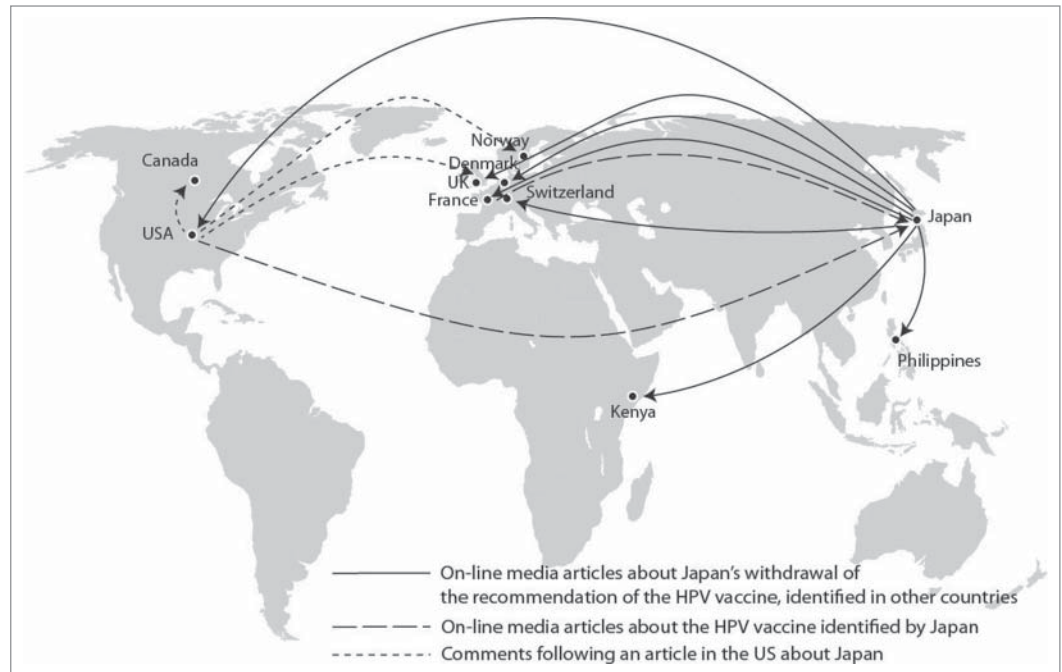 Norway
Canada
Denmark
UK
Switzerland
France
USA
Japan
Philippines
Kenya
On-line media articles about Japan's withdrawal of
the recommendation of the HPV vaccine, identified in other countries
On-line media articles about the HPV vaccine identified by Japan
Comments following an article in the US about Japan